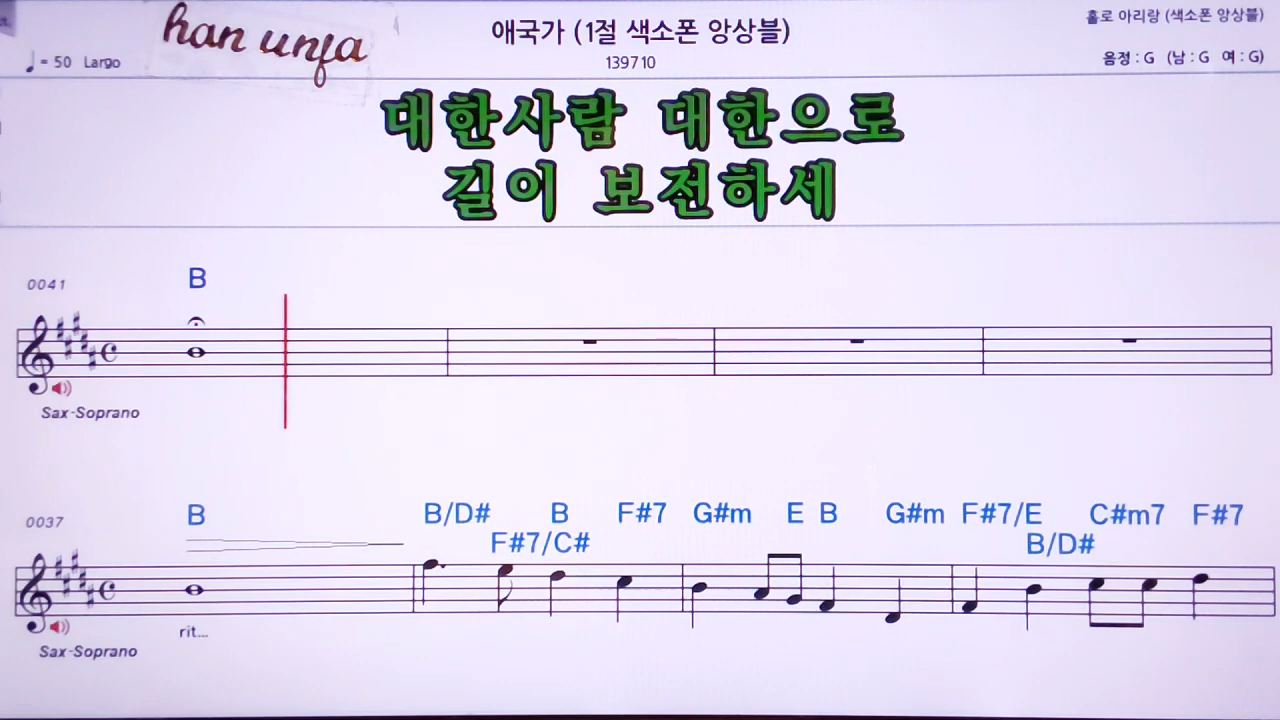 han unja
애국가 (1절 색소폰 앙상블)
139710
홀로 아리랑 (색소폰 앙상블)
♩= 50 Largo
음정 : G (남 : G 여 : G)
대한사람 대한으로
길이 보전하세
0041
B
Sax-Soprano
0037
B B/D# B F#7 G#m E B G#m F#7/E C#m7 F#7
F#7/C# B/D#
rit...
Sax-Soprano